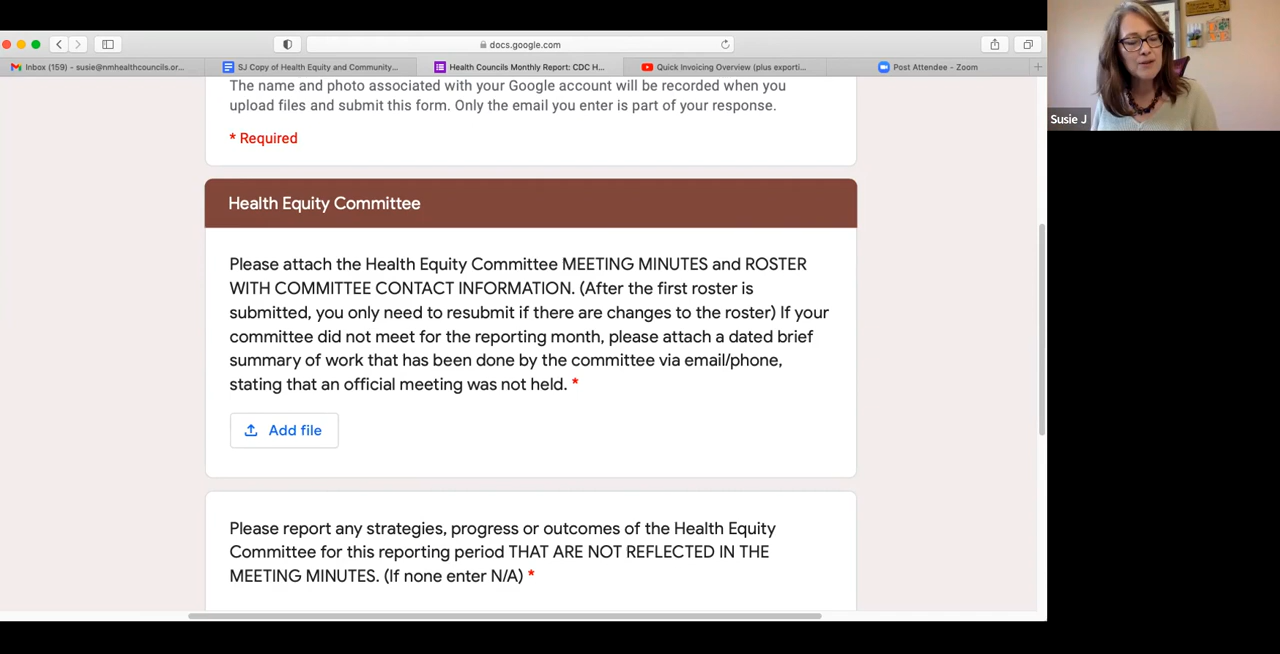 docs.google.com
Inbox (159) - susie@nmhealthcouncils.or...
SJ Copy of Health Equity and Community...
Health Councils Monthly Report: CDC H...
Quick Invoicing Overview (plus exporti...
Post Attendee - Zoom
The name and photo associated with your Google account will be recorded when you
upload files and submit this form. Only the email you enter is part of your response.
* Required
Health Equity Committee
Please attach the Health Equity Committee MEETING MINUTES and ROSTER
WITH COMMITTEE CONTACT INFORMATION. (After the first roster is
submitted, you only need to resubmit if there are changes to the roster) If your
committee did not meet for the reporting month, please attach a dated brief
summary of work that has been done by the committee via email/phone,
stating that an official meeting was not held. *
Add file
Please report any strategies, progress or outcomes of the Health Equity
Committee for this reporting period THAT ARE NOT REFLECTED IN THE
MEETING MINUTES. (If none enter N/A) *
Susie J